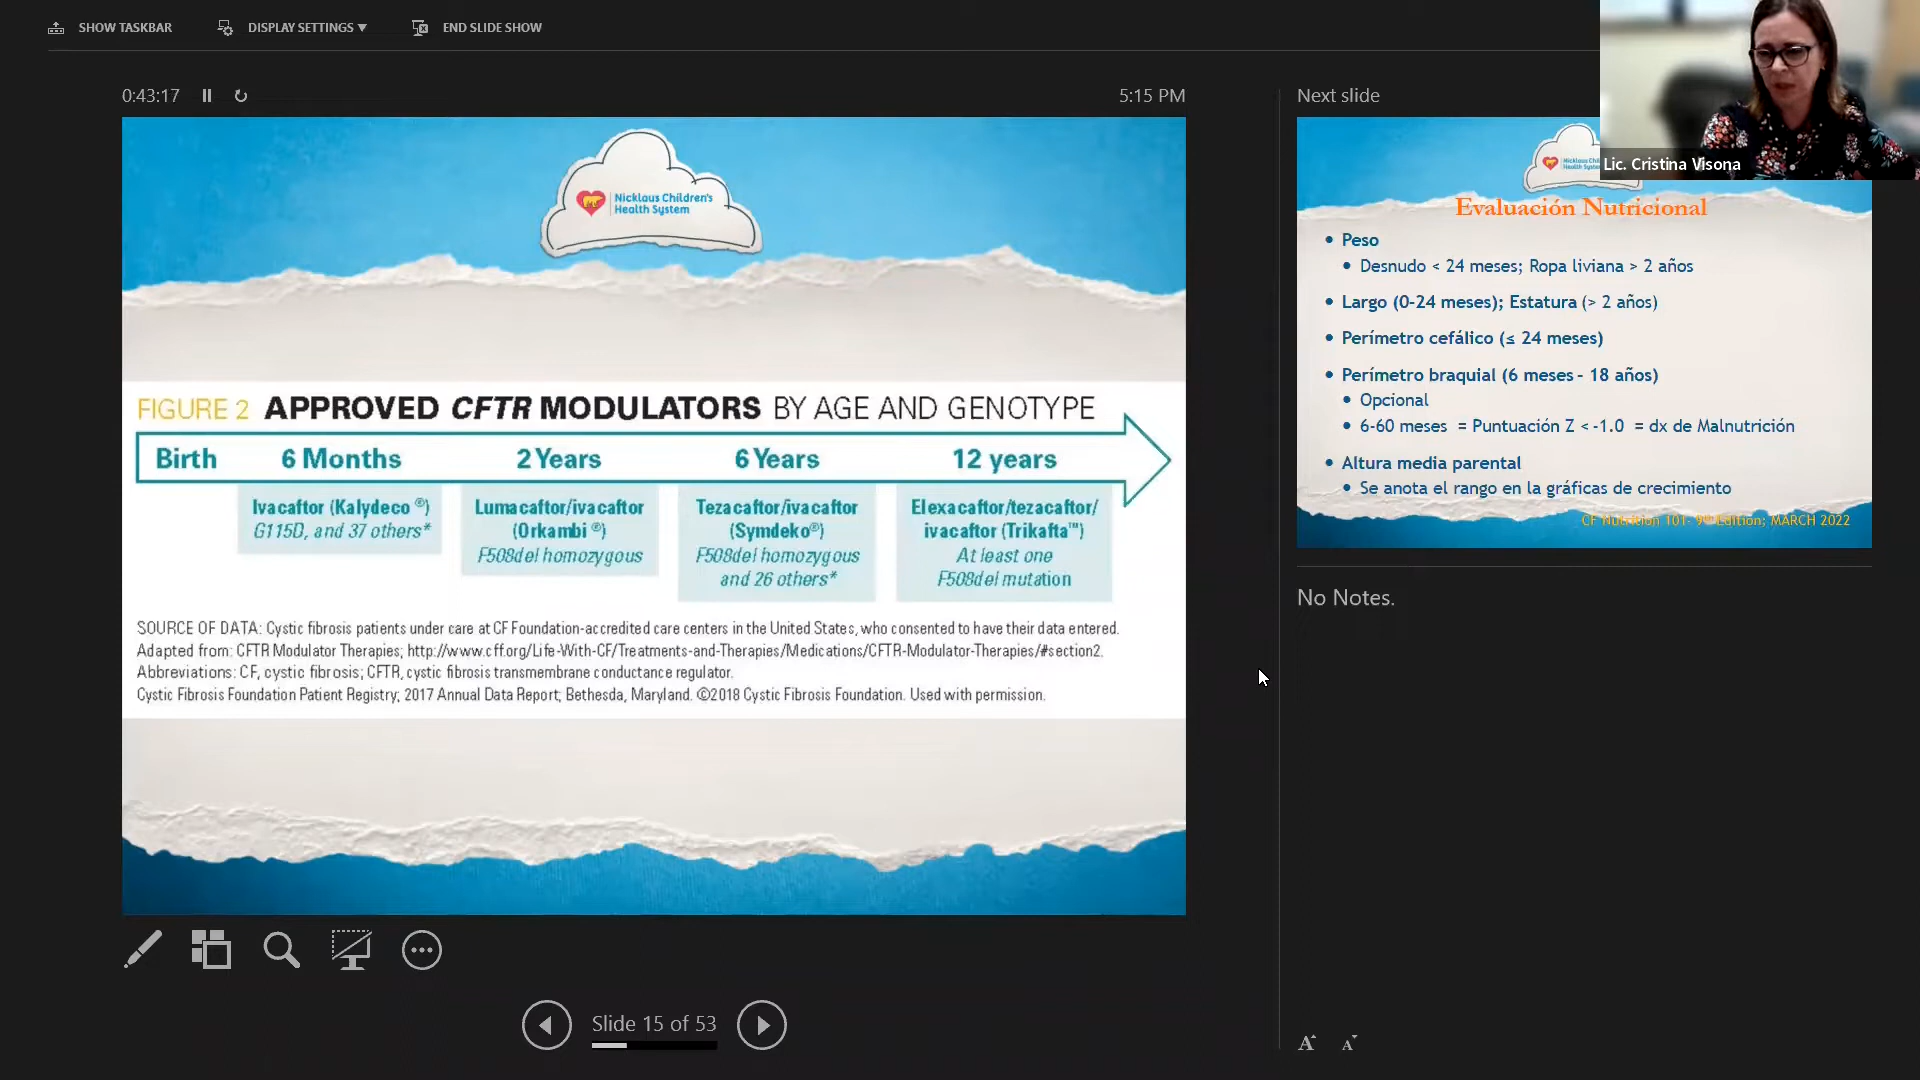 SHOW TASKBAR
DISPLAY SETTINGS ▼
END SLIDE SHOW
0:43:17
5:15 PM
Nicklaus Children's
Health System
FIGURE 2 APPROVED CFTR MODULATORS BY AGE AND GENOTYPE
Birth 6 Months 2 Years 6 Years 12 years
Ivacaftor (Kalydeco ®)
G115D, and 37 others*
Lumacaftor/ivacaftor
(Orkambi ®)
F508del homozygous
Tezacaftor/ivacaftor
(Symdeko®)
F508del homozygous
and 26 others*
Elexacaftor/tezacaftor/
ivacaftor (Trikafta™)
At least one
F508del mutation
SOURCE OF DATA: Cystic fibrosis patients under care at CF Foundation-accredited care centers in the United States, who consented to have their data entered.
Adapted from: CFTR Modulator Therapies; http://www.cff.org/Life-With-CF/Treatments-and-Therapies/Medications/CFTR-Modulator-Therapies/#section2.
Abbreviations: CF, cystic fibrosis; CFTR, cystic fibrosis transmembrane conductance regulator.
Cystic Fibrosis Foundation Patient Registry; 2017 Annual Data Report; Bethesda, Maryland. ©2018 Cystic Fibrosis Foundation. Used with permission.
Slide 15 of 53
Next slide
Lic. Cristina Visona
Evaluación Nutricional
• Peso
• Desnudo < 24 meses; Ropa liviana > 2 años
• Largo (0-24 meses); Estatura (> 2 años)
• Perímetro cefálico (≤ 24 meses)
• Perímetro braquial (6 meses - 18 años)
• Opcional
• 6-60 meses = Puntuación Z < -1.0 = dx de Malnutrición
• Altura media parental
• Se anota el rango en la gráficas de crecimiento
CF Nutrition 101- 9th Edition; MARCH 2022
No Notes.
A A